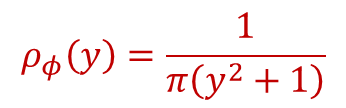 ρ_ϕ(y) = 1 / (π(y² + 1))